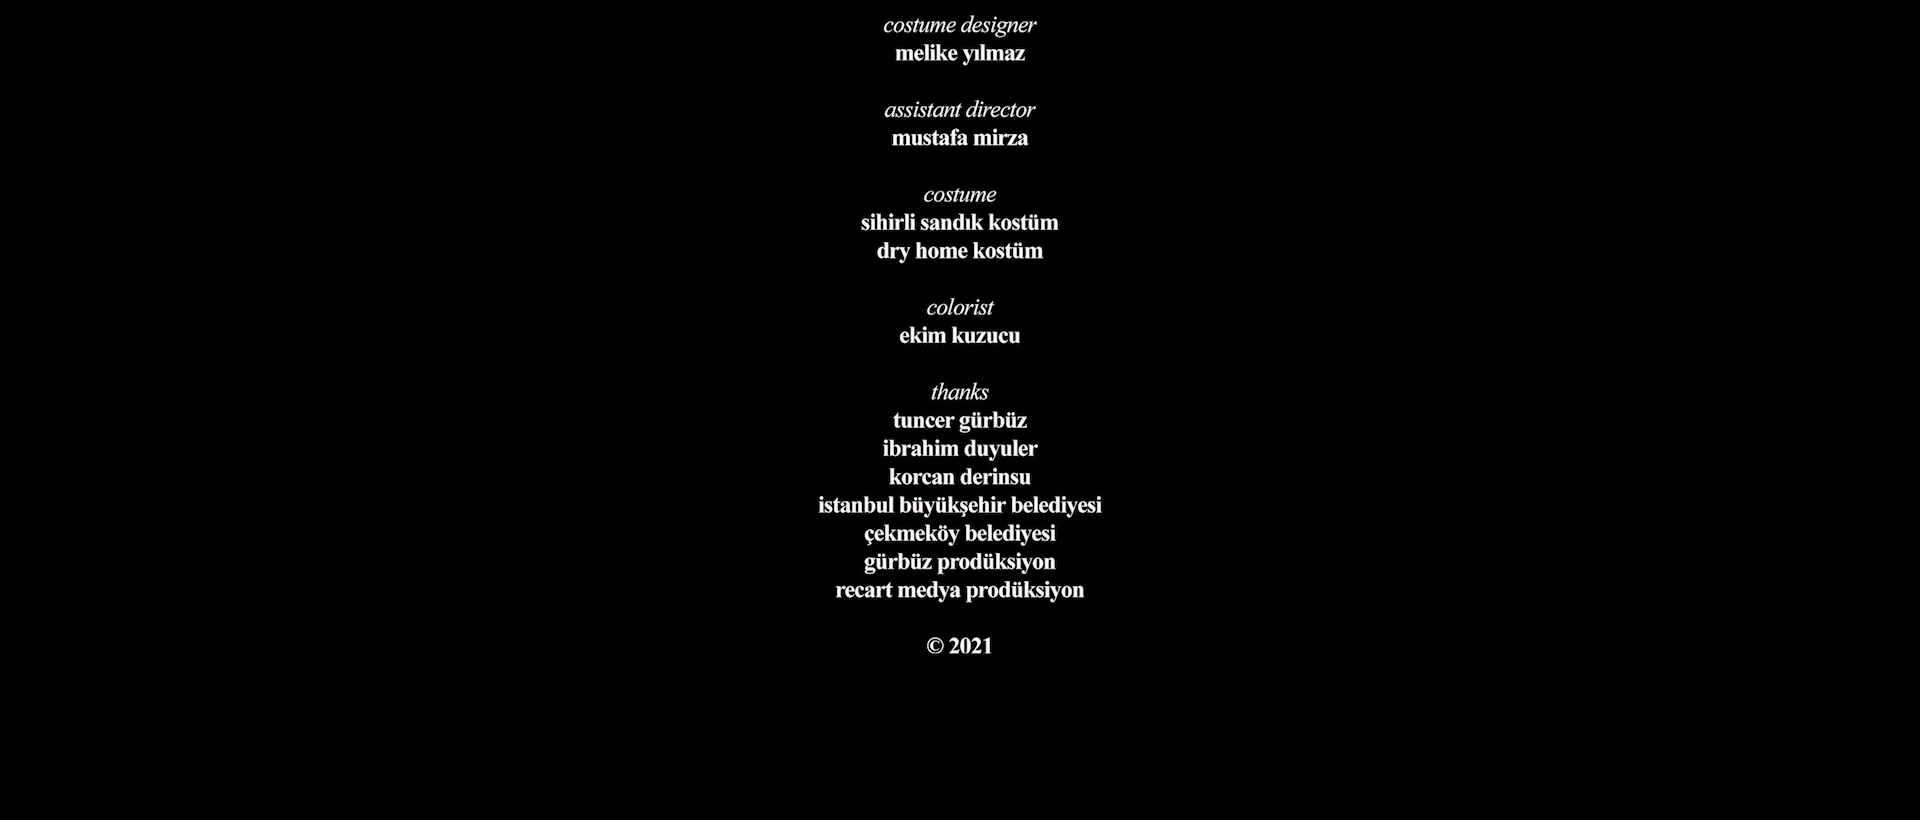 costume designer
melike yılmaz
assistant director
mustafa mirza
costume
sihirli sandık kostüm
dry home kostüm
colorist
ekim kuzucu
thanks
tuncer gürbüz
ibrahim duyuler
korcan derinsu
istanbul büyükşehir belediyesi
çekmeköy belediyesi
gürbüz prodüksiyon
recart medya prodüksiyon
© 2021